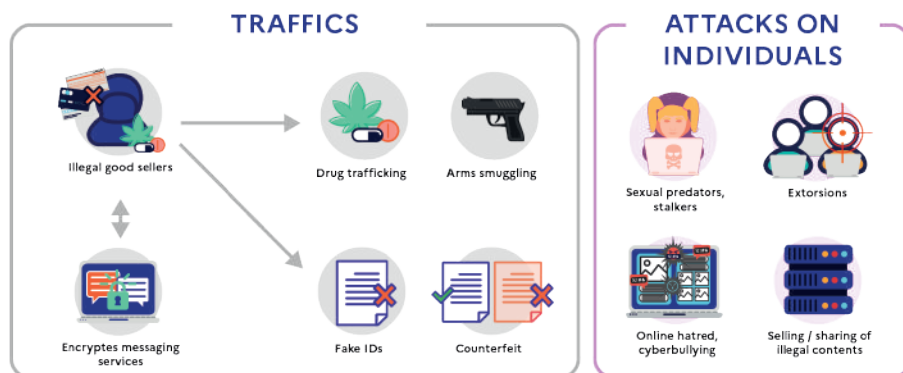 TRAFFICS
Illegal good sellers
Drug trafficking
Arms smuggling
Encryptes messaging
services
Fake IDs
Counterfeit
ATTACKS ON
INDIVIDUALS
Sexual predators,
stalkers
Extorsions
Online hatred,
cyberbullying
Selling / sharing of
illegal contents